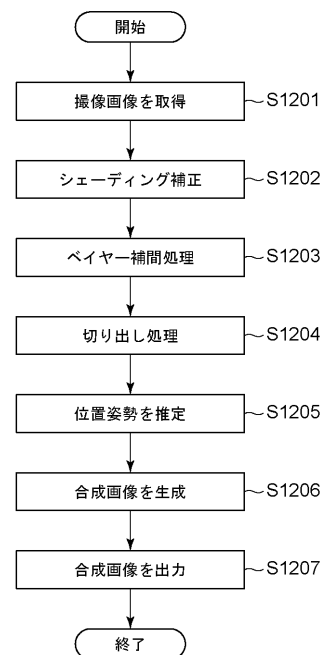 開始
撮像画像を取得 S1201
シェーディング補正 S1202
ベイヤー補間処理 S1203
切り出し処理 S1204
位置姿勢を推定 S1205
合成画像を生成 S1206
合成画像を出力 S1207
終了